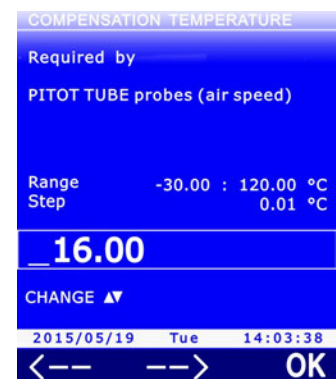 COMPENSATION TEMPERATURE
Required by
PITOT TUBE probes (air speed)
Range -30.00 : 120.00 °C
Step 0.01 °C
_16.00
CHANGE ▲▼
2015/05/19 Tue 14:03:38
<-- --> OK